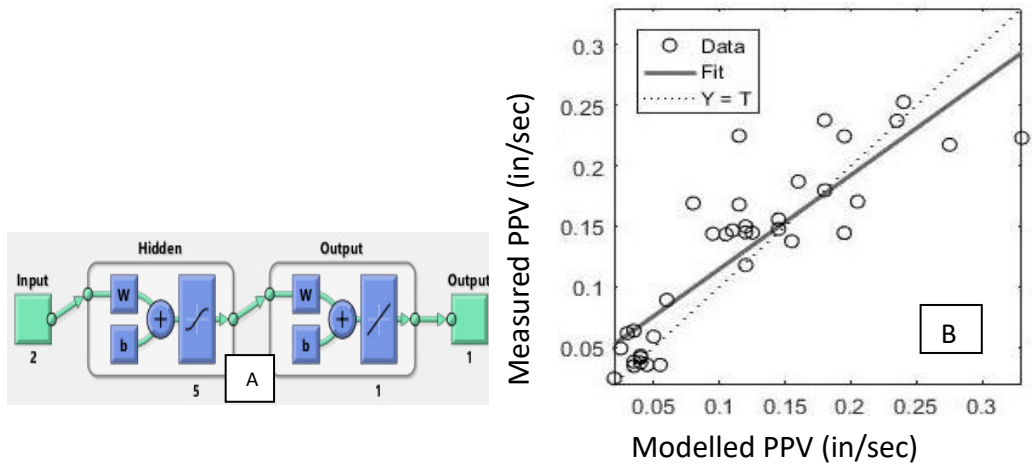 Hidden
Output
Input
Output
W
b
+
W
b
+
2
5
A
1
1
Measured PPV (in/sec)
0.3
0.25
0.2
0.15
0.1
0.05
Data
Fit
Y = T
B
0.05 0.1 0.15 0.2 0.25 0.3
Modelled PPV (in/sec)